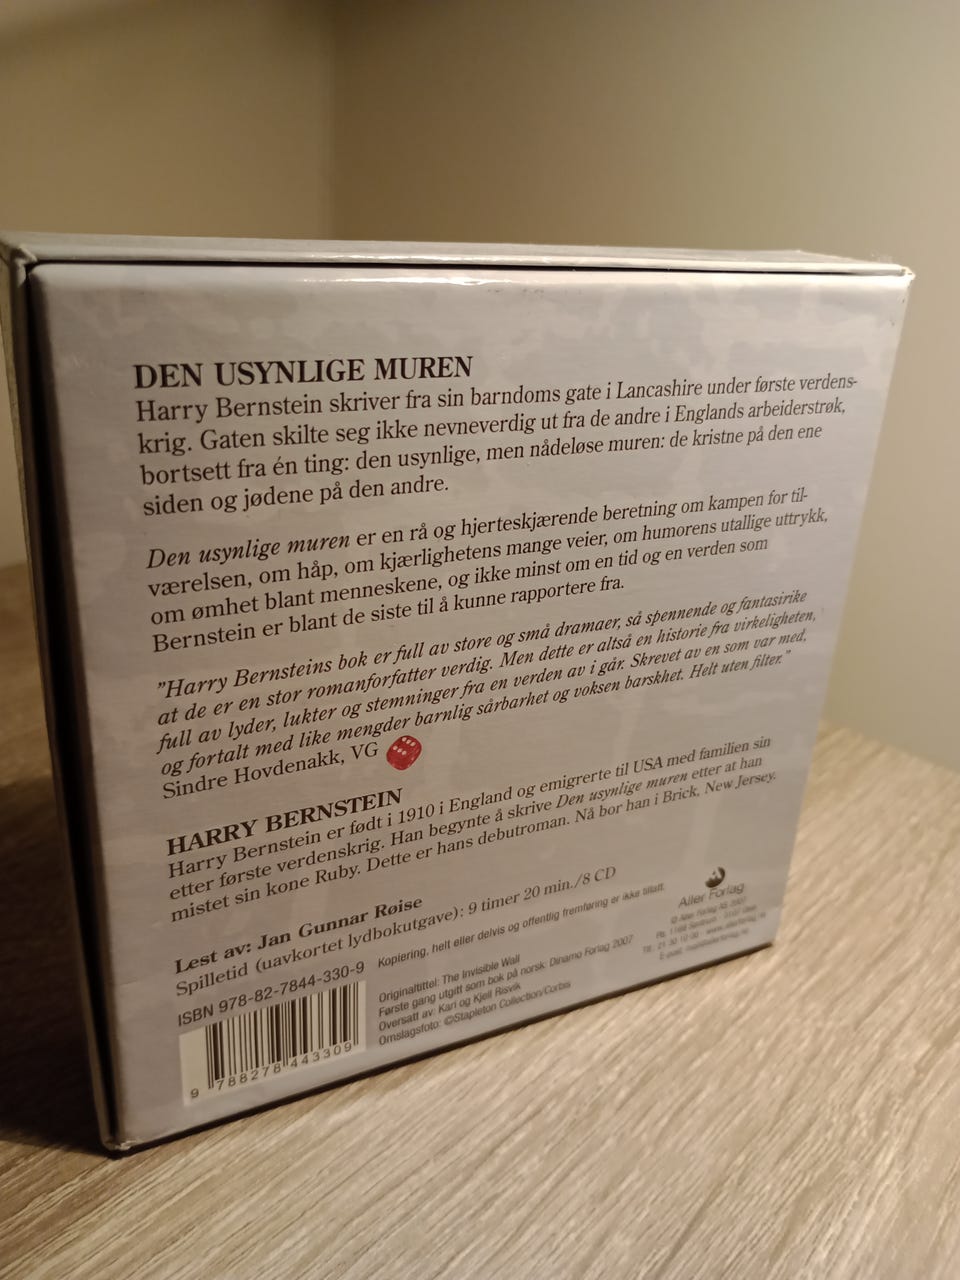 DEN USYNLIGE MUREN
Harry Bernstein skriver fra sin barndoms gate i Lancashire under første verdens-
krig. Gaten skilte seg ikke nevneverdig ut fra de andre i Englands arbeiderstrøk,
bortsett fra én ting: den usynlige, men nådeløse muren: de kristne på den ene
siden og jødene på den andre.
Den usynlige muren er en rå og hjerteskjærende beretning om kampen for til-
værelsen, om håp, om kjærlighetens mange veier, om humorens utallige uttrykk,
om ømhet blant menneskene, og ikke minst om en tid og en verden som
Bernstein er blant de siste til å kunne rapportere fra.
"Harry Bernsteins bok er full av store og små dramaer, så spennende og fantasirike
at de er en stor romanforfatter verdig. Men dette er altså en historie fra virkeligheten,
full av lyder, lukter og stemninger fra en verden av i går. Skrevet av en som var med,
og fortalt med like mengder barnlig sårbarhet og voksen barskhet. Helt uten filter."
Sindre Hovdenakk, VG
HARRY BERNSTEIN
Harry Bernstein er født i 1910 i England og emigrerte til USA med familien sin
etter første verdenskrig. Han begynte å skrive Den usynlige muren etter at han
mistet sin kone Ruby. Dette er hans debutroman. Nå bor han i Brick, New Jersey.
Lest av: Jan Gunnar Røise
Spilletid (uavkortet lydbokutgave): 9 timer 20 min./8 CD
Kopiering, helt eller delvis og offentlig fremføring er ikke tillatt.
ISBN 978-82-7844-330-9
9 788278 443309
Originaltittel: The Invisible Wall
Første gang utgitt som bok på norsk: Dinamo Forlag 2007
Oversatt av: Kari og Kjell Risvik
Omslagsfoto: ©Stapleton Collection/Corbis
Aller Forlag
© Aller Forlag AS 2007